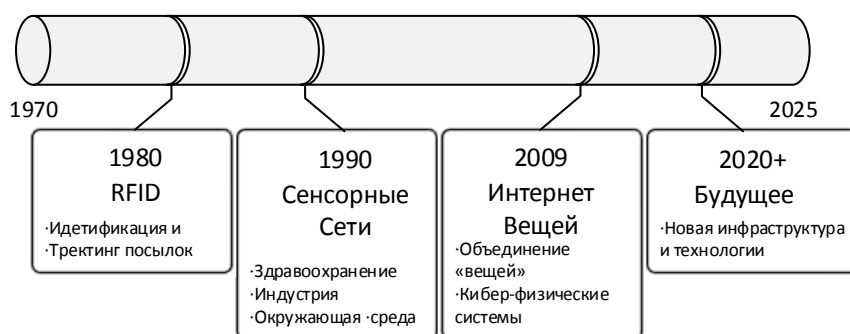 1970
2025
1980
RFID
·Идетификация и
·Тректинг посылок
1990
Сенсорные
Сети
·Здравоохранение
·Индустрия
·Окружающая ·среда
2009
Интернет
Вещей
·Объединение
«вещей»
·Кибер-физические
системы
2020+
Будущее
·Новая инфраструктура
и технологии